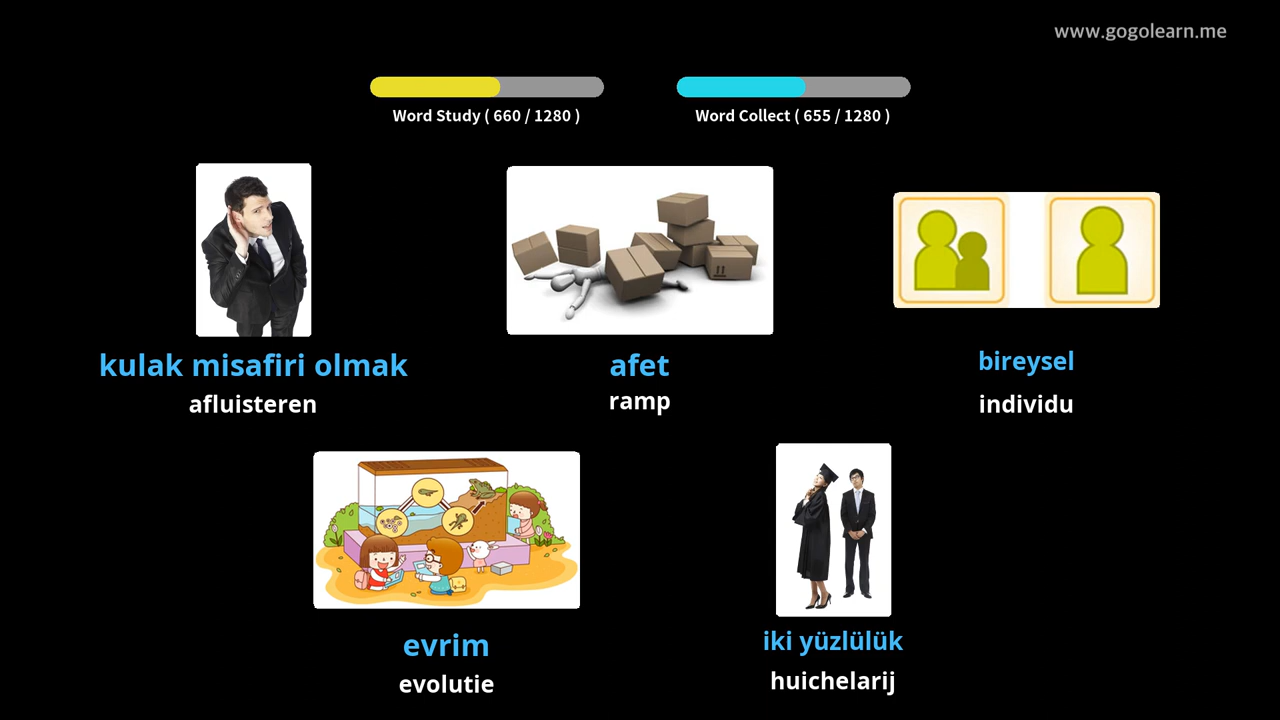 www.gogolearn.me
Word Study ( 660 / 1280 )
Word Collect ( 655 / 1280 )
kulak misafiri olmak
afluisteren
afet
ramp
bireysel
individu
evrim
evolutie
iki yüzlülük
huichelarij